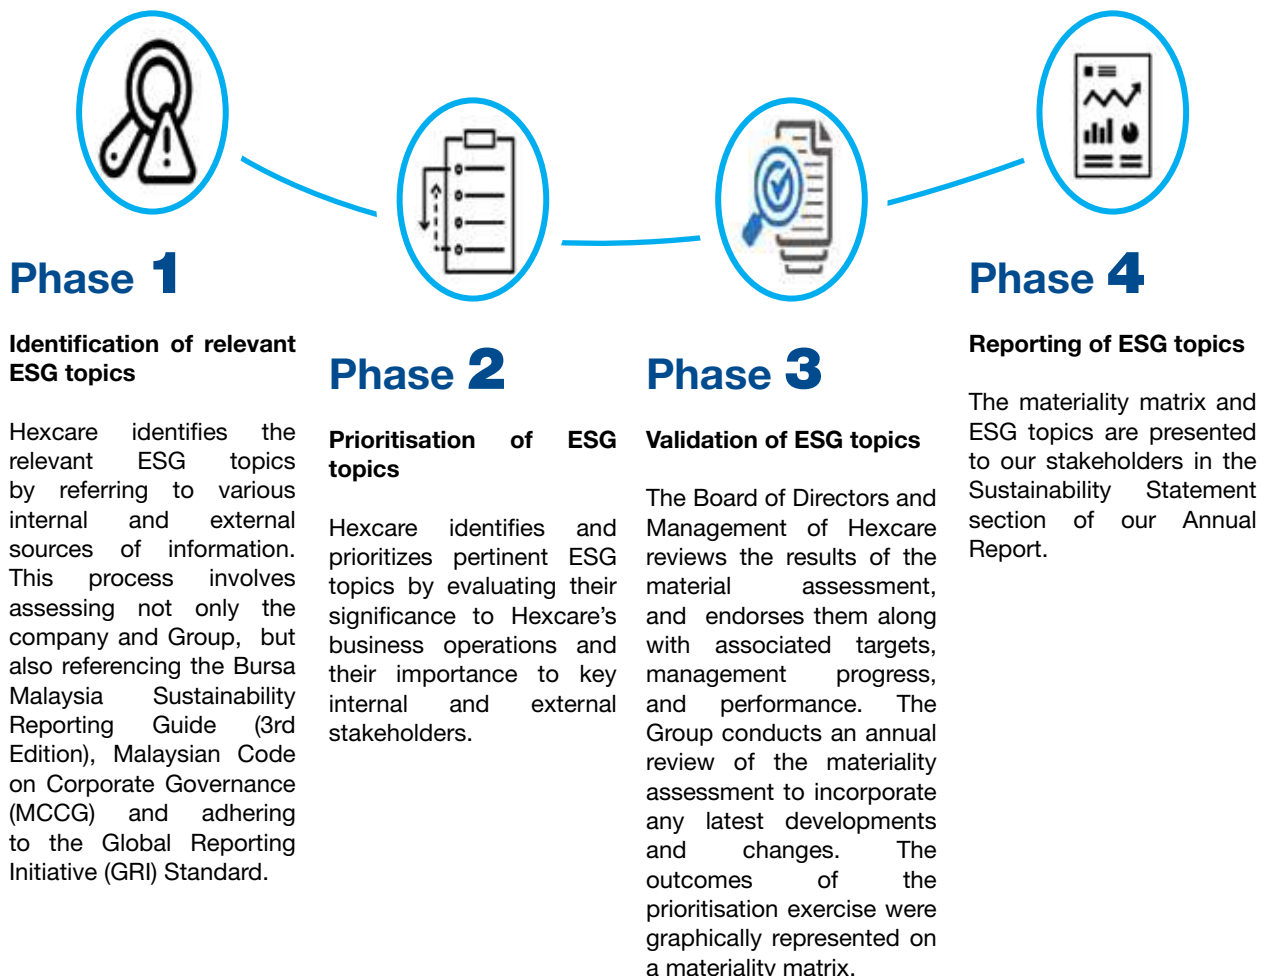 Phase 1
Identification of relevant
ESG topics
Hexcare identifies the
relevant ESG topics
by referring to various
internal and external
sources of information.
This process involves
assessing not only the
company and Group, but
also referencing the Bursa
Malaysia Sustainability
Reporting Guide (3rd
Edition), Malaysian Code
on Corporate Governance
(MCCG) and adhering
to the Global Reporting
Initiative (GRI) Standard.
Phase 2
Prioritisation of ESG
topics
Hexcare identifies and
prioritizes pertinent ESG
topics by evaluating their
significance to Hexcare's
business operations and
their importance to key
internal and external
stakeholders.
Phase 3
Validation of ESG topics
The Board of Directors and
Management of Hexcare
reviews the results of the
material assessment,
and endorses them along
with associated targets,
management progress,
and performance. The
Group conducts an annual
review of the materiality
assessment to incorporate
any latest developments
and changes. The
outcomes of the
prioritisation exercise were
graphically represented on
a materiality matrix.
Phase 4
Reporting of ESG topics
The materiality matrix and
ESG topics are presented
to our stakeholders in the
Sustainability Statement
section of our Annual
Report.